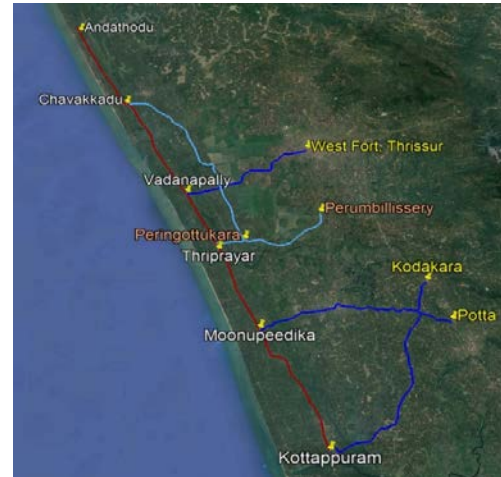 Andathodu
Chavakkadu
West Fort, Thrissur
Vadanapally
Perumbillissery
Peringottukara
Thriprayar
Kodakara
Potta
Moonupeedika
Kottappuram